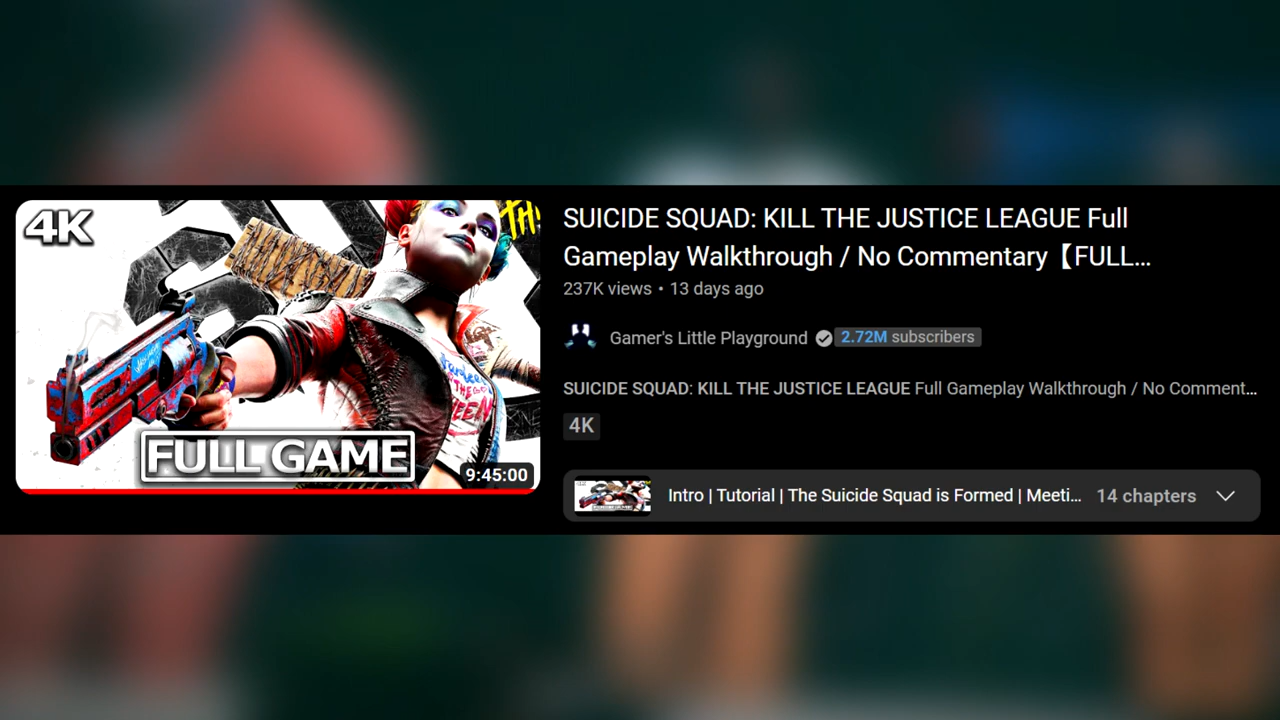 4K
FULL GAME
9:45:00
SUICIDE SQUAD: KILL THE JUSTICE LEAGUE Full
Gameplay Walkthrough / No Commentary【FULL...
237K views • 13 days ago
Gamer's Little Playground 2.72M subscribers
SUICIDE SQUAD: KILL THE JUSTICE LEAGUE Full Gameplay Walkthrough / No Comment...
4K
Intro | Tutorial | The Suicide Squad is Formed | Meeti... 14 chapters